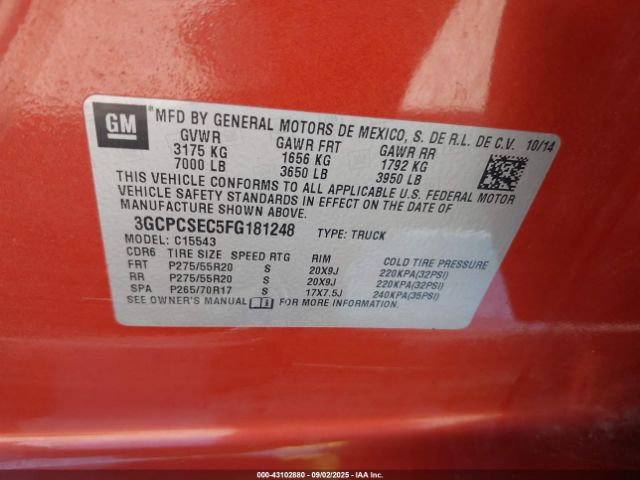 GM
*MFD BY GENERAL MOTORS DE MEXICO, S. DE R.L. DE C.V. 10/14
GVWR GAWR FRT GAWR RR
3175 KG 1656 KG 1792 KG
7000 LB 3650 LB 3950 LB
THIS VEHICLE CONFORMS TO ALL APPLICABLE U.S. FEDERAL MOTOR
VEHICLE SAFETY STANDARDS IN EFFECT ON THE DATE OF
MANUFACTURE SHOWN ABOVE.
3GCPCSEC5FG181248 TYPE: TRUCK
MODEL: C15543
CDR6 TIRE SIZE SPEED RTG RIM COLD TIRE PRESSURE
FRT P275/55R20 S 20X9J 220KPA(32PSI)
RR P275/55R20 S 20X9J 220KPA(32PSI)
SPA P265/70R17 S 17X7.5J 240KPA(35PSI)
SEE OWNER'S MANUAL FOR MORE INFORMATION
000-43102880 - 09/02/2025 - IAA Inc.